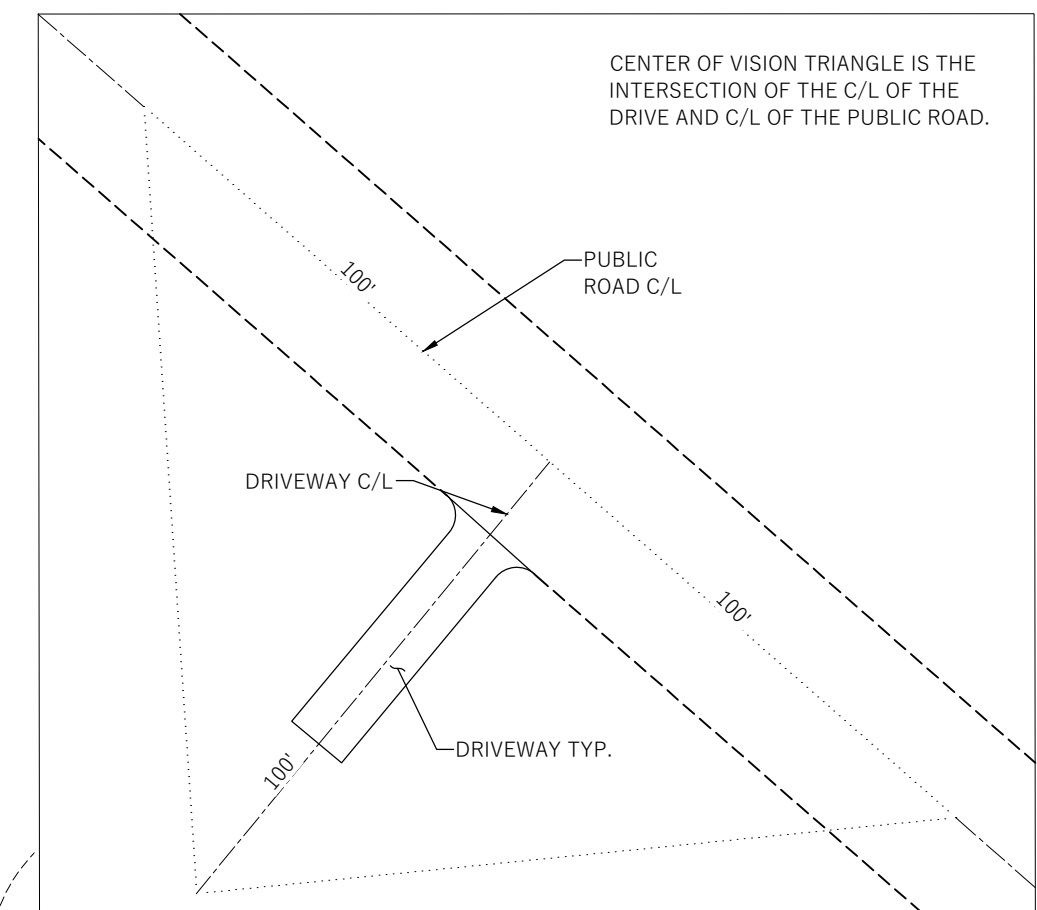 CENTER OF VISION TRIANGLE IS THE
INTERSECTION OF THE C/L OF THE
DRIVE AND C/L OF THE PUBLIC ROAD.
PUBLIC
ROAD C/L
100'
DRIVEWAY C/L
100'
DRIVEWAY TYP.
100'